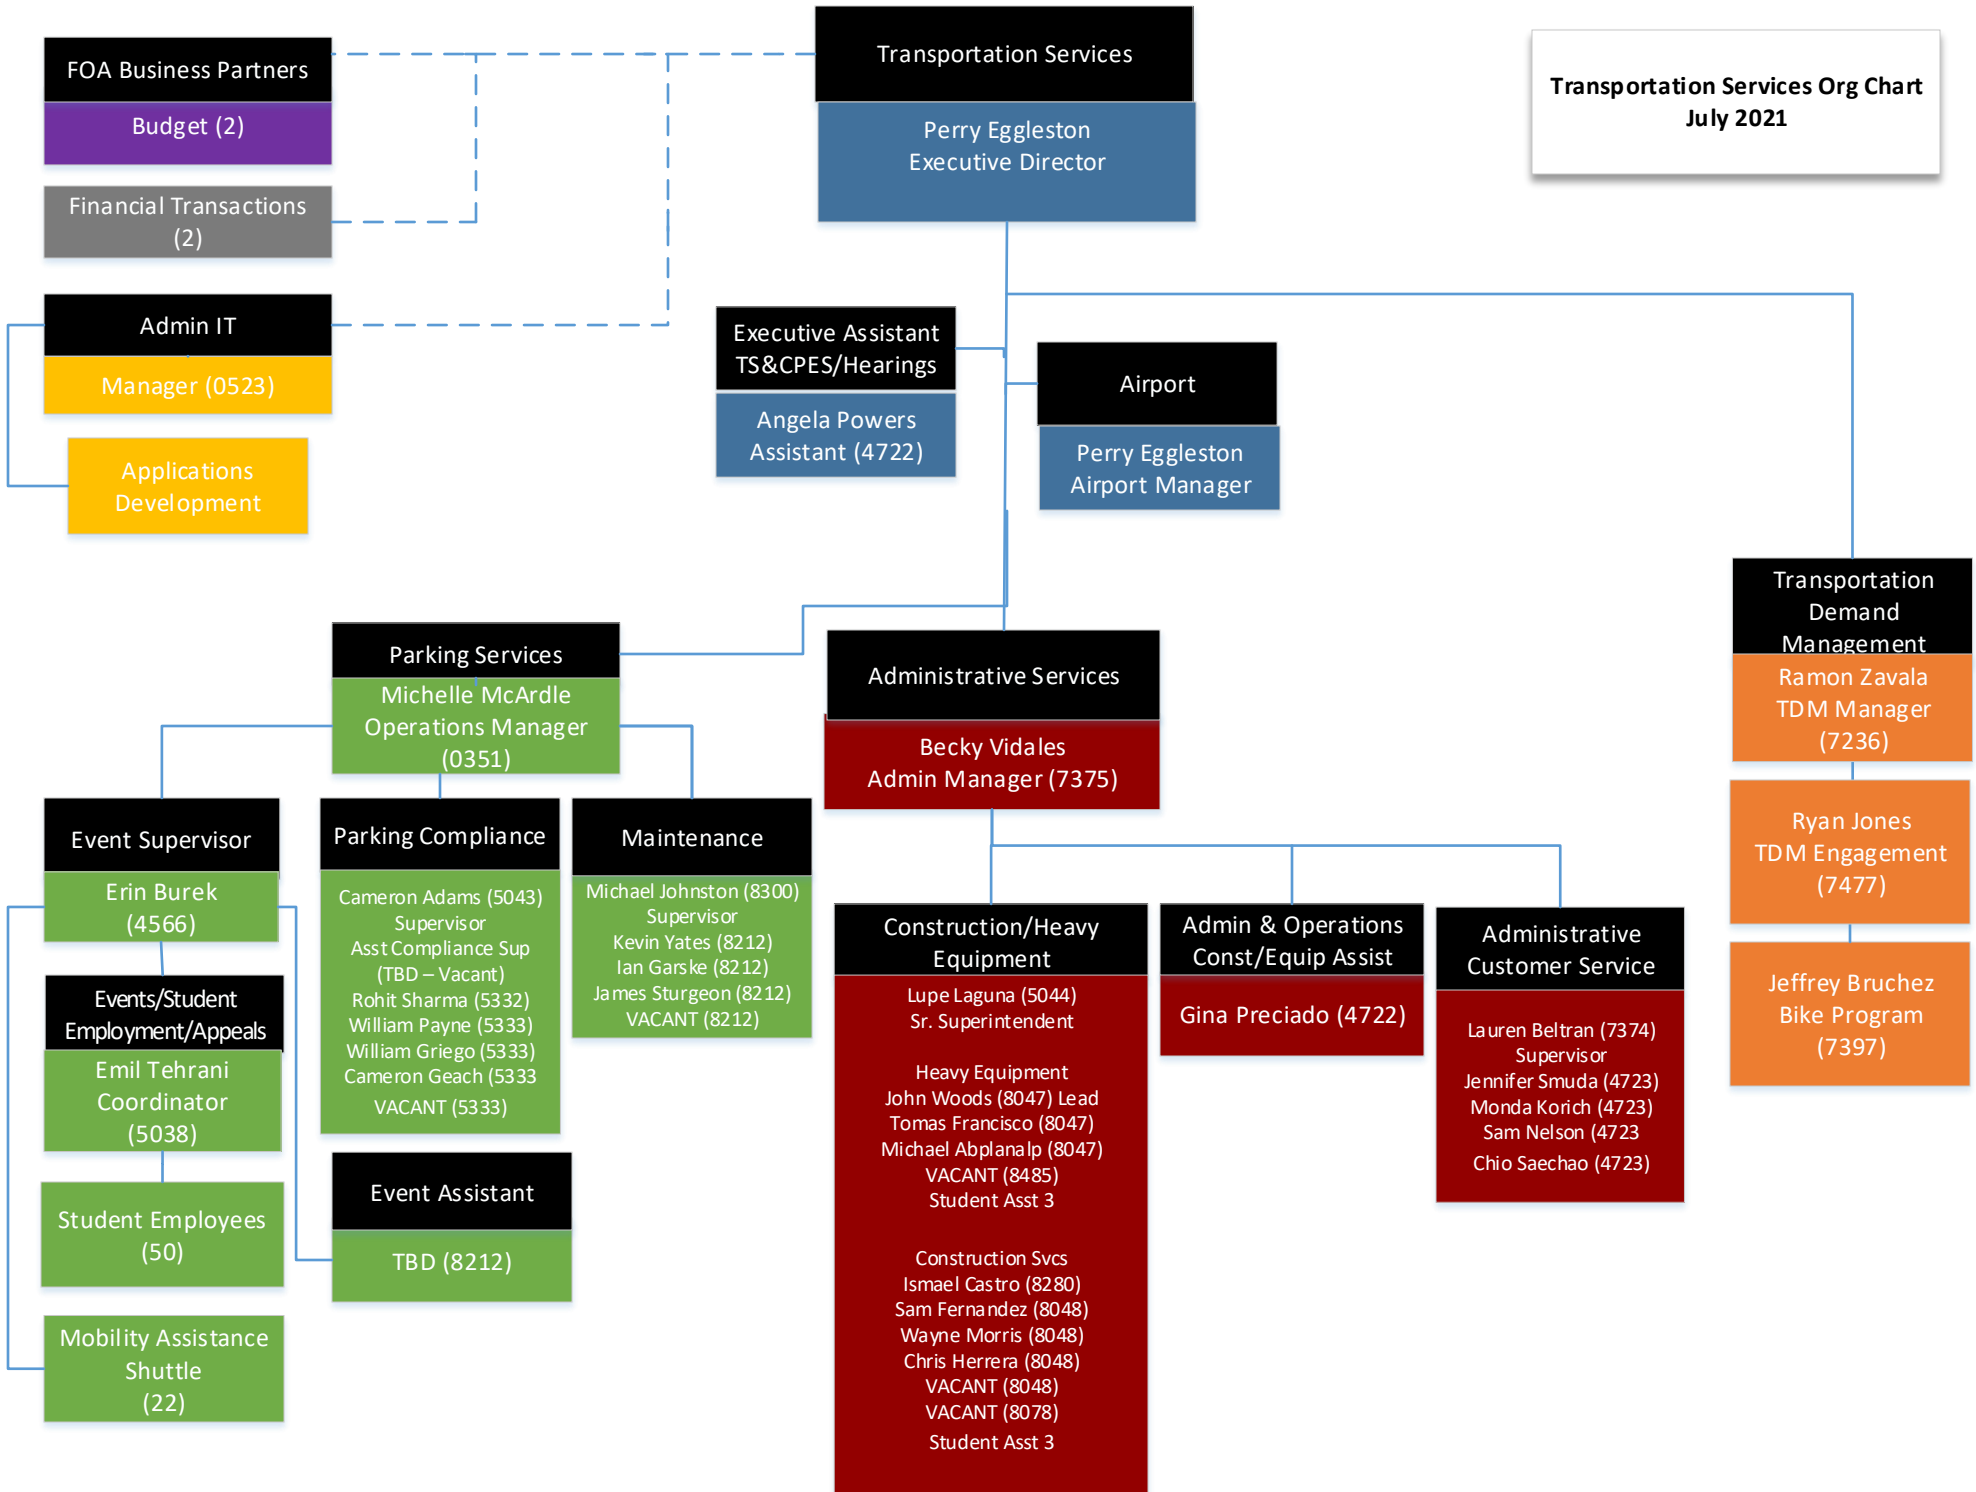 FOA Business Partners
Budget (2)
Financial Transactions
(2)
Admin IT
Manager (0523)
Applications
Development
Transportation Services
Perry Eggleston
Executive Director
Transportation Services Org Chart
July 2021
Executive Assistant
TS&CPES/Hearings
Angela Powers
Assistant (4722)
Airport
Perry Eggleston
Airport Manager
Parking Services
Michelle McArdle
Operations Manager
(0351)
Event Supervisor
Erin Burek
(4566)
Events/Student
Employment/Appeals
Emil Tehrani
Coordinator
(5038)
Student Employees
(50)
Mobility Assistance
Shuttle
(22)
Parking Compliance
Cameron Adams (5043)
Supervisor
Asst Compliance Sup
(TBD – Vacant)
Rohit Sharma (5332)
William Payne (5333)
William Griego (5333)
Cameron Geach (5333
VACANT (5333)
Event Assistant
TBD (8212)
Maintenance
Michael Johnston (8300)
Supervisor
Kevin Yates (8212)
Ian Garske (8212)
James Sturgeon (8212)
VACANT (8212)
Administrative Services
Becky Vidales
Admin Manager (7375)
Construction/Heavy
Equipment
Lupe Laguna (5044)
Sr. Superintendent
Heavy Equipment
John Woods (8047) Lead
Tomas Francisco (8047)
Michael Abplanalp (8047)
VACANT (8485)
Student Asst 3
Construction Svcs
Ismael Castro (8280)
Sam Fernandez (8048)
Wayne Morris (8048)
Chris Herrera (8048)
VACANT (8048)
VACANT (8078)
Student Asst 3
Admin & Operations
Const/Equip Assist
Gina Preciado (4722)
Administrative
Customer Service
Lauren Beltran (7374)
Supervisor
Jennifer Smuda (4723)
Monda Korich (4723)
Sam Nelson (4723
Chio Saechao (4723)
Transportation
Demand
Management
Ramon Zavala
TDM Manager
(7236)
Ryan Jones
TDM Engagement
(7477)
Jeffrey Bruchez
Bike Program
(7397)